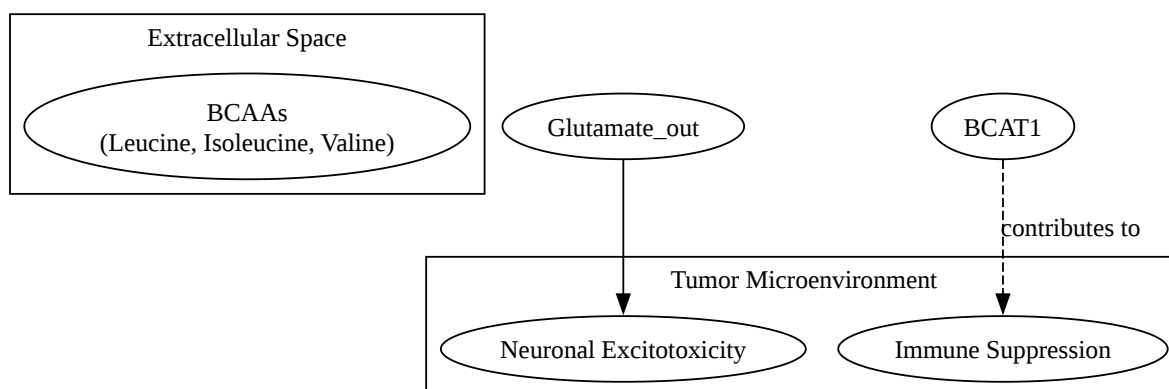 Extracellular Space
BCAAs
(Leucine, Isoleucine, Valine)
Glutamate_out
BCAT1
contributes to
Tumor Microenvironment
Neuronal Excitotoxicity
Immune Suppression